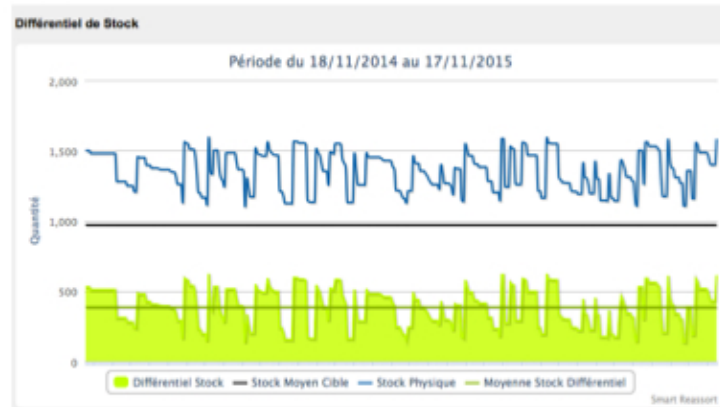 Différentiel de Stock
Période du 18/11/2014 au 17/11/2015
2,000
1,500
1,000
500
0
Quantité
Différentiel Stock Stock Moyen Cible Stock Physique Moyenne Stock Différentiel
Smart Reassort